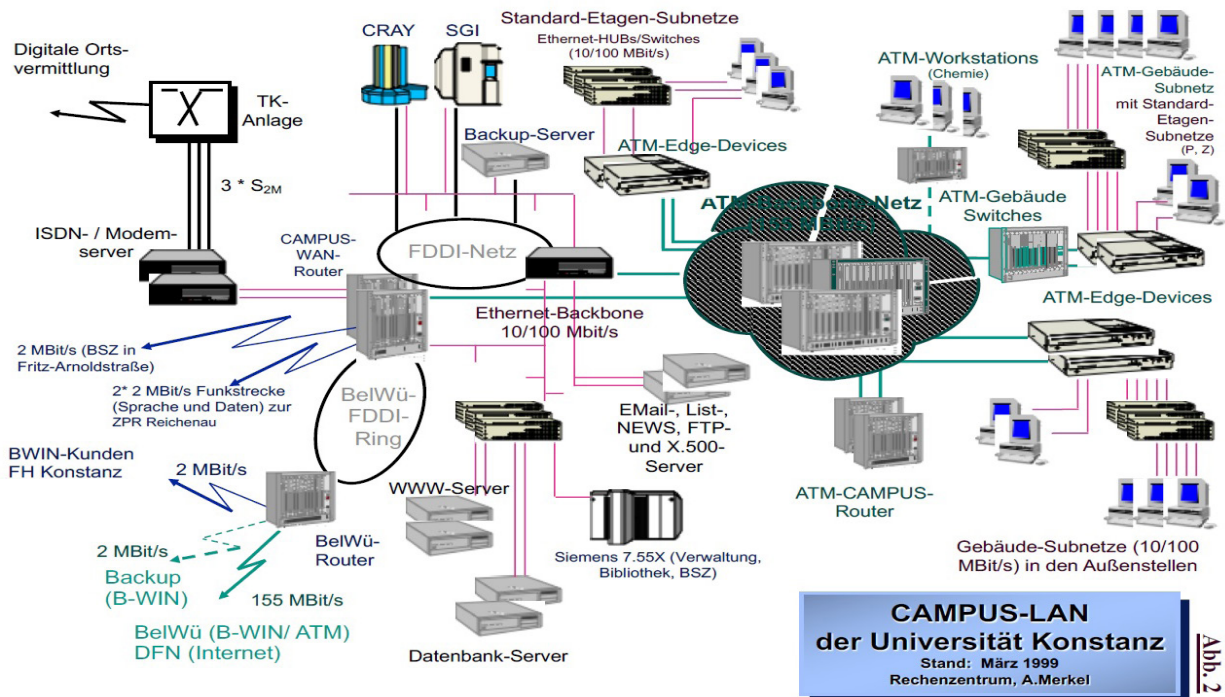 Digitale Orts-
vermittlung
TK-
Anlage
3 * S2M
ISDN- / Modem-
server
CRAY
SGI
Backup-Server
Standard-Etagen-Subnetze
Ethernet-HUBs/Switches
(10/100 MBit/s)
ATM-Edge-Devices
ATM-Workstations
(Chemie)
ATM-Gebäude-
Subnetz
mit Standard-
Etagen-
Subnetze
(P, Z)
ATM-Gebäude
Switches
ATM-Backbone-Netz
(155 MBit/s)
CAMPUS-
WAN-
Router
FDDI-Netz
Ethernet-Backbone
10/100 Mbit/s
ATM-Edge-Devices
2 MBit/s (BSZ in
Fritz-Arnoldstraße)
2* 2 MBit/s Funkstrecke
(Sprache und Daten) zur
ZPR Reichenau
BelWü-
FDDI-
Ring
EMail-, List-,
NEWS, FTP-
und X.500-
Server
BWIN-Kunden
FH Konstanz
2 MBit/s
WWW-Server
ATM-CAMPUS-
Router
BelWü-
Router
Siemens 7.55X (Verwaltung,
Bibliothek, BSZ)
Gebäude-Subnetze (10/100
MBit/s) in den Außenstellen
2 MBit/s
Backup
(B-WIN)
155 MBit/s
BelWü (B-WIN/ ATM)
DFN (Internet)
Datenbank-Server
CAMPUS-LAN
der Universität Konstanz
Stand: März 1999
Rechenzentrum, A.Merkel
Abb. 2